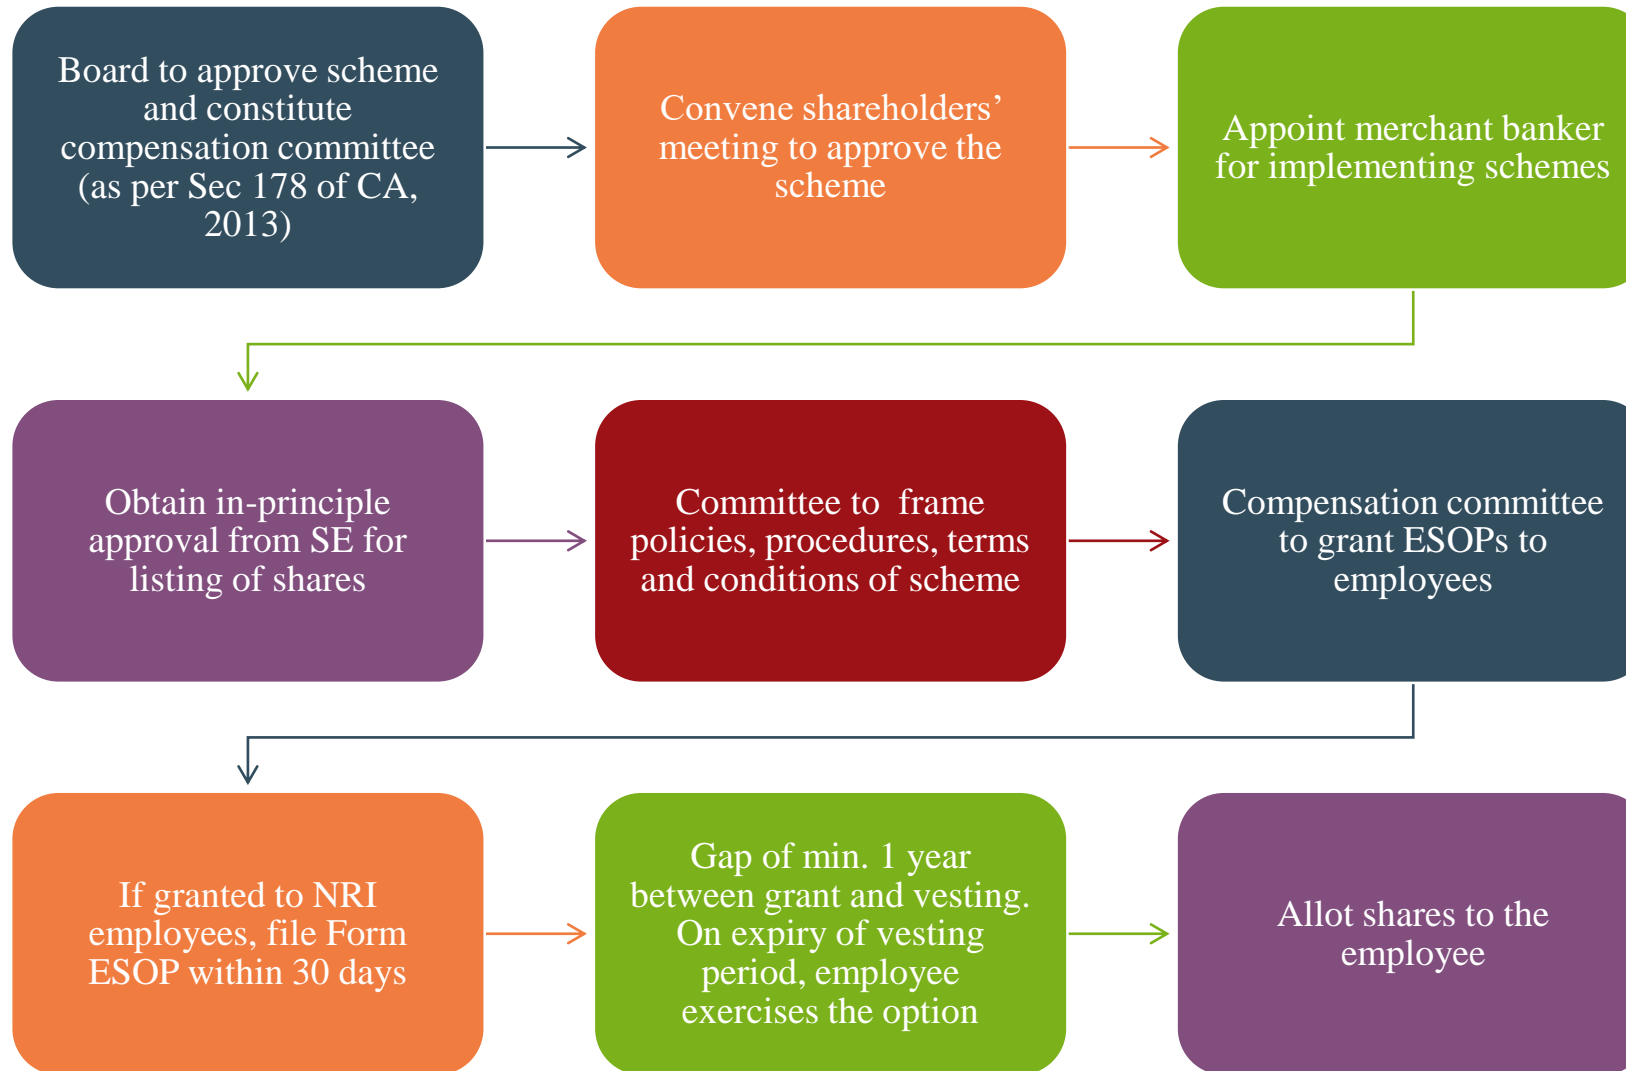 Board to approve scheme
and constitute
compensation committee
(as per Sec 178 of CA,
2013)
Convene shareholders’
meeting to approve the
scheme
Appoint merchant banker
for implementing schemes
Obtain in-principle
approval from SE for
listing of shares
Committee to  frame
policies, procedures, terms
and conditions of scheme
Compensation committee
to grant ESOPs to
employees
If granted to NRI
employees, file Form
ESOP within 30 days
Gap of min. 1 year
between grant and vesting.
On expiry of vesting
period, employee
exercises the option
Allot shares to the
employee